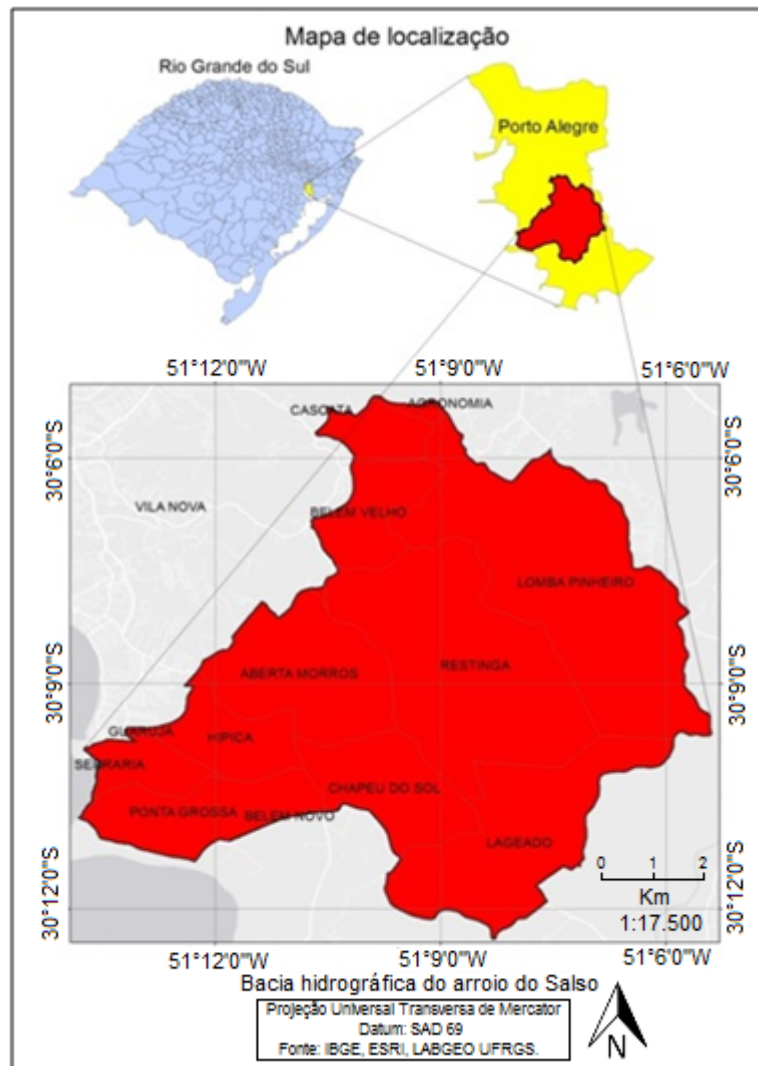 Mapa de localização
Rio Grande do Sul
Porto Alegre
51°12'0"W 51°9'0"W 51°6'0"W
CASCATA AGRONOMIA
30°6'0"S 30°6'0"S
VILA NOVA BELEM VELHO
LOMBA PINHEIRO
RESTINGA
ABERTA MORROS
30°9'0"S 30°9'0"S
GUARUJA HIPICA
SERRARIA
CHAPEU DO SOL
PONTA GROSSA BELEM NOVO
LAGEADO
0 1 2
Km
1:17.500
30°12'0"S 30°12'0"S
51°12'0"W 51°9'0"W 51°6'0"W
Bacia hidrográfica do arroio do Salso
Projeção Universal Transversa de Mercator
Datum: SAD 69
Fonte: IBGE, ESRI, LABGEO UFRGS.
N